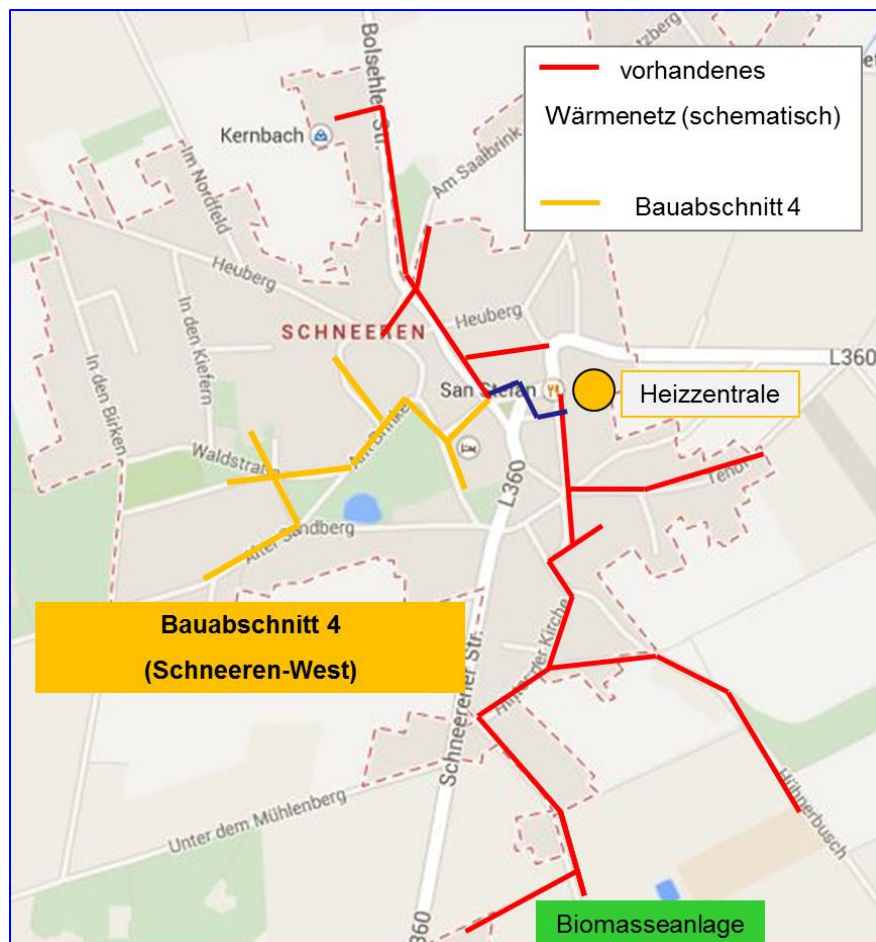 vorhandenes
Wärmenetz (schematisch)
Bauabschnitt 4
Bolsehler Str.
Kernbach
Am Saalbrink
Im Nordfeld
Heuberg
Heuberg
In den Kiefern
SCHNEEREN
In den Birken
L360
San Stefan
Heizzentrale
Waldstraße
L360
Alter Sandberg
Bauabschnitt 4
(Schneeren-West)
Hinter der Kirche
Schneerener Str.
Unter dem Mühlenberg
Hühnerbusch
Biomasseanlage
360